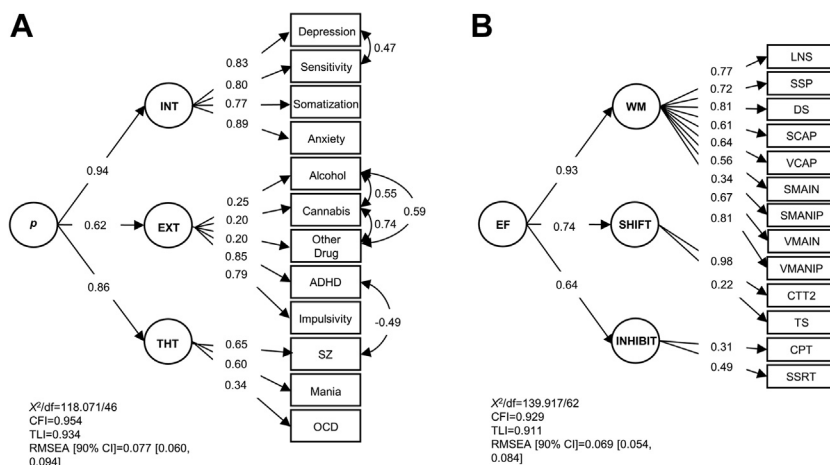 A
Depression
0.47
0.83
Sensitivity
0.80
INT
0.77
Somatization
0.89
Anxiety
0.94
Alcohol
0.25
0.55
0.20
Cannabis
0.59
p
0.62
EXT
0.20
0.74
Other
Drug
0.85
ADHD
0.79
0.86
-0.49
Impulsivity
THT
0.65
SZ
0.60
Mania
0.34
OCD
X²/df=118.071/46
CFI=0.954
TLI=0.934
RMSEA [90% CI]=0.077 [0.060,
0.094]
B
LNS
0.77
SSP
0.72
WM
0.81
DS
0.61
SCAP
0.64
VCAP
0.56
0.93
SMAIN
0.34
0.67
SMANIP
EF
0.74
SHIFT
0.81
VMAIN
VMANIP
0.98
CTT2
0.64
0.22
TS
INHIBIT
0.31
CPT
0.49
SSRT
X²/df=139.917/62
CFI=0.929
TLI=0.911
RMSEA [90% CI]=0.069 [0.054,
0.084]